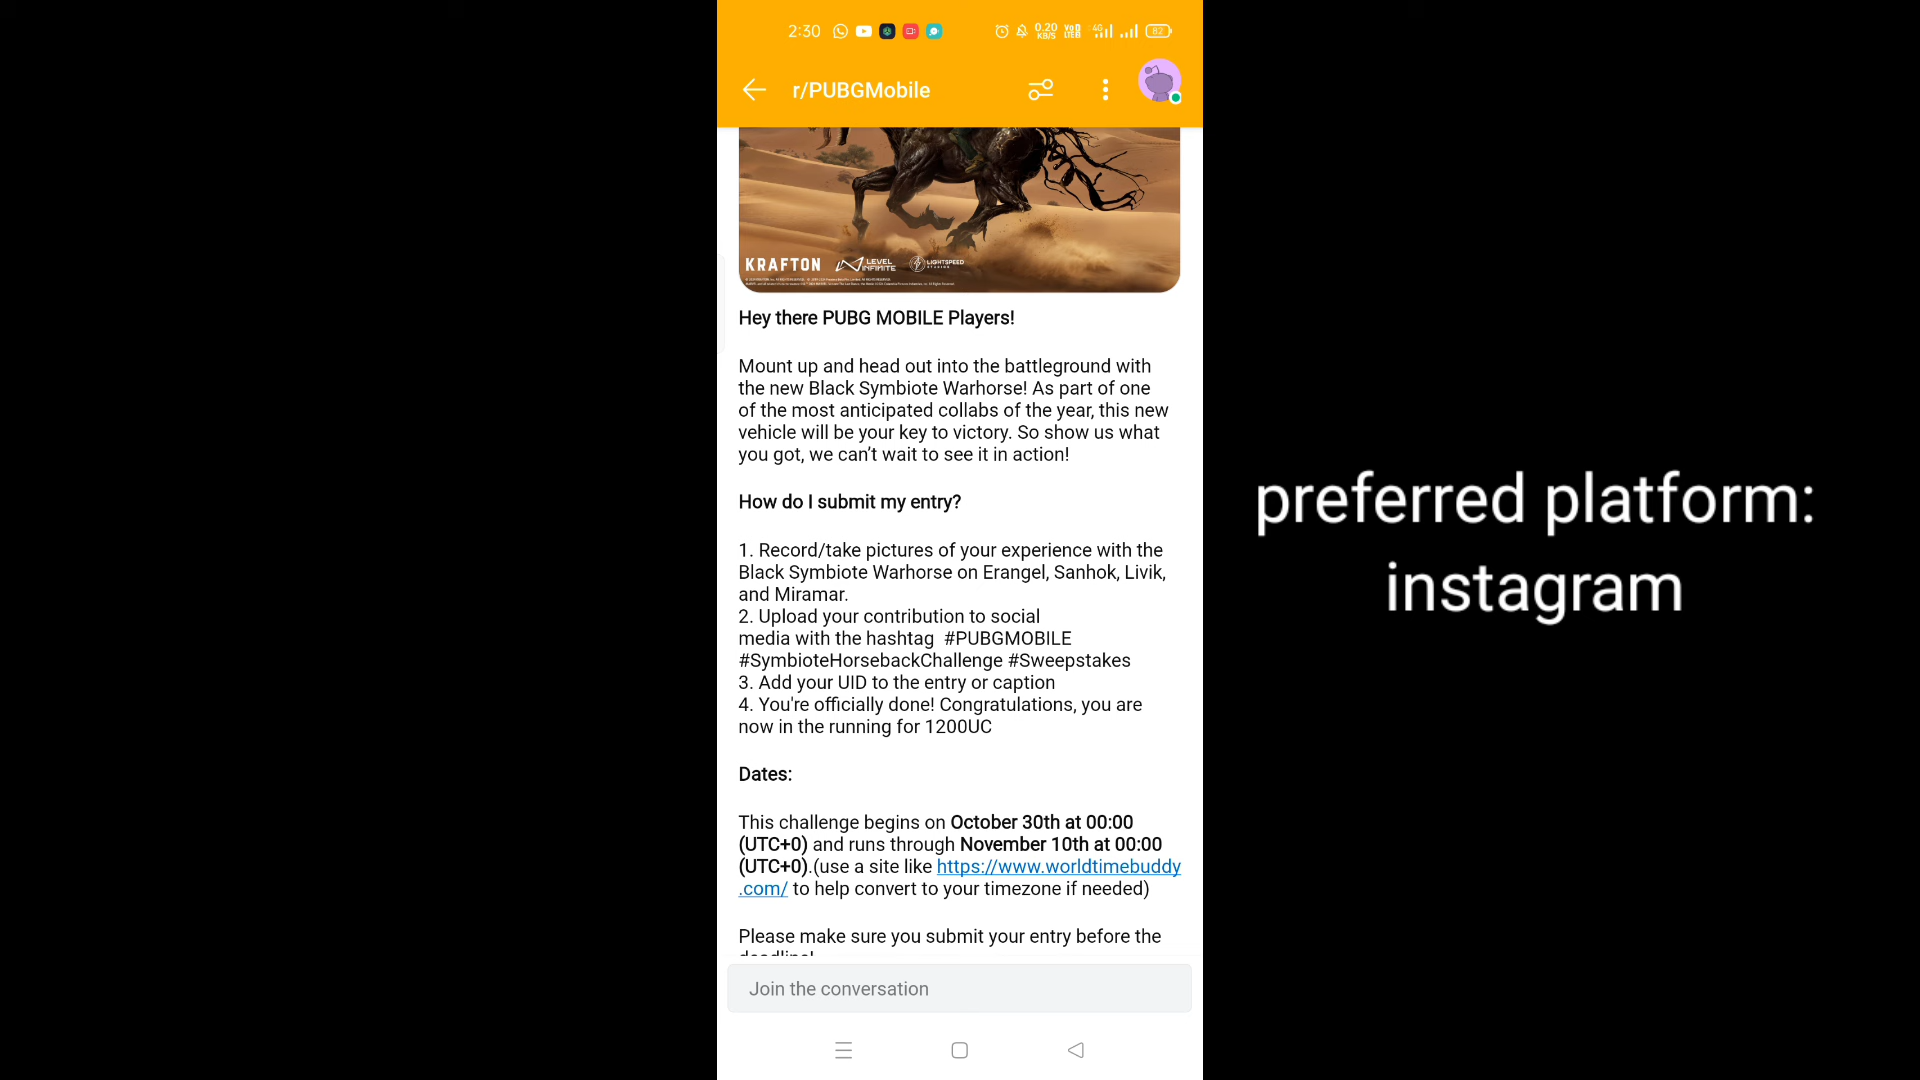 2:30
0.20
KB/S
4G
82
r/PUBGMobile
KRAFTON
LEVEL
INFINITE
LIGHTSPEED
STUDIOS
Hey there PUBG MOBILE Players!
Mount up and head out into the battleground with
the new Black Symbiote Warhorse! As part of one
of the most anticipated collabs of the year, this new
vehicle will be your key to victory. So show us what
you got, we can't wait to see it in action!
How do I submit my entry?
1. Record/take pictures of your experience with the
Black Symbiote Warhorse on Erangel, Sanhok, Livik,
and Miramar.
2. Upload your contribution to social
media with the hashtag #PUBGMOBILE
#SymbioteHorsebackChallenge #Sweepstakes
3. Add your UID to the entry or caption
4. You're officially done! Congratulations, you are
now in the running for 1200UC
Dates:
This challenge begins on October 30th at 00:00
(UTC+0) and runs through November 10th at 00:00
(UTC+0).(use a site like https://www.worldtimebuddy
.com/ to help convert to your timezone if needed)
Please make sure you submit your entry before the
deadline!
Join the conversation
preferred platform:
instagram